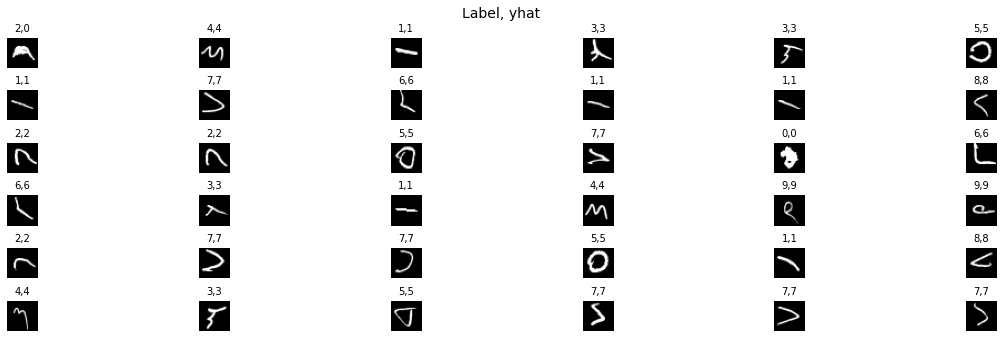 Label, yhat
2,0 4,4 1,1 3,3 3,3 5,5
1,1 7,7 6,6 1,1 1,1 8,8
2,2 2,2 5,5 7,7 0,0 6,6
6,6 3,3 1,1 4,4 9,9 9,9
2,2 7,7 7,7 5,5 1,1 8,8
4,4 3,3 5,5 7,7 7,7 7,7